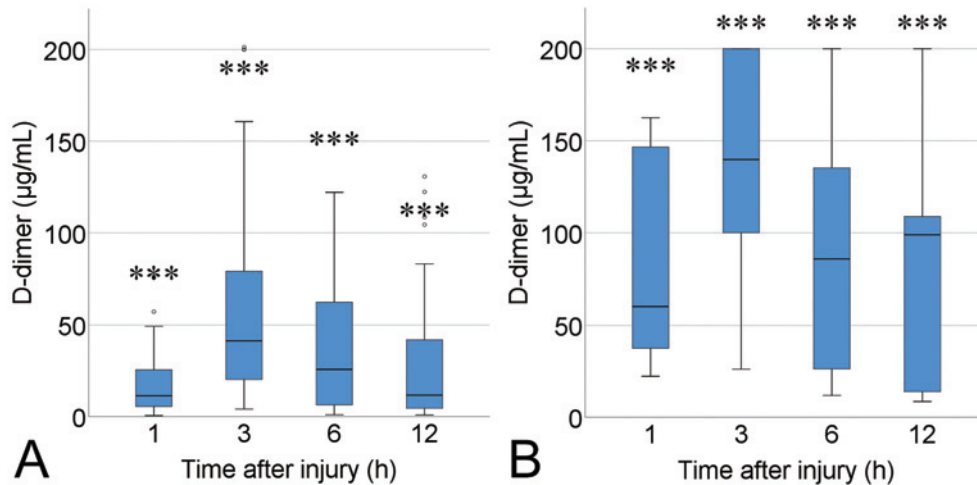 200
150
100
50
0
D-dimer (µg/mL)
***
***
***
***
1 3 6 12
Time after injury (h)
A
200
150
100
50
0
D-dimer (µg/mL)
***
***
***
***
1 3 6 12
Time after injury (h)
B